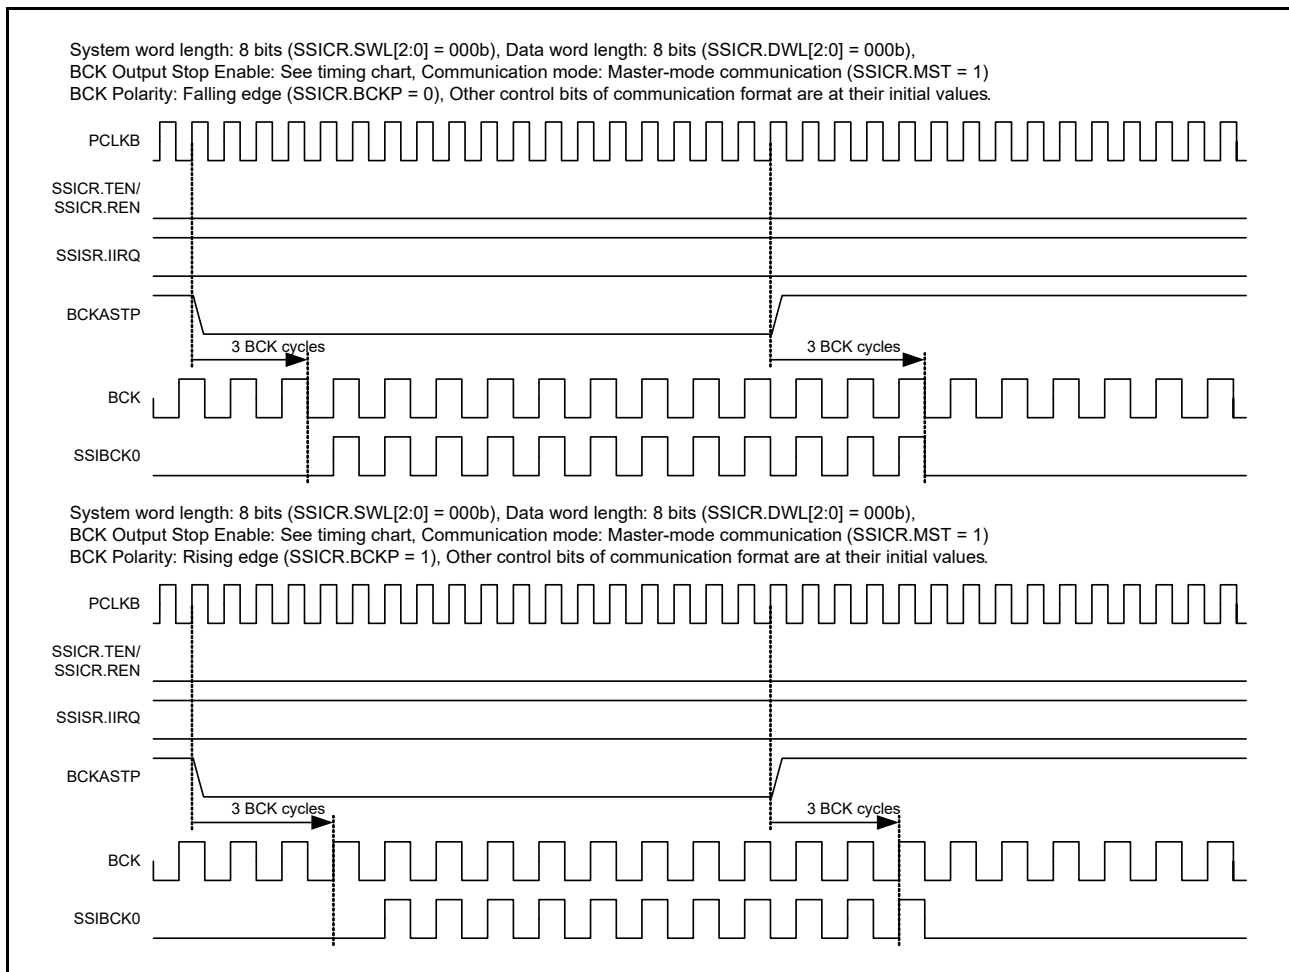 System word length: 8 bits (SSICR.SWL[2:0] = 000b), Data word length: 8 bits (SSICR.DWL[2:0] = 000b),
BCK Output Stop Enable: See timing chart, Communication mode: Master-mode communication (SSICR.MST = 1)
BCK Polarity: Falling edge (SSICR.BCKP = 0), Other control bits of communication format are at their initial values.
PCLKB
SSICR.TEN/
SSICR.REN
SSISR.IIRQ
BCKASTP
3 BCK cycles 3 BCK cycles
BCK
SSIBCK0
System word length: 8 bits (SSICR.SWL[2:0] = 000b), Data word length: 8 bits (SSICR.DWL[2:0] = 000b),
BCK Output Stop Enable: See timing chart, Communication mode: Master-mode communication (SSICR.MST = 1)
BCK Polarity: Rising edge (SSICR.BCKP = 1), Other control bits of communication format are at their initial values.
PCLKB
SSICR.TEN/
SSICR.REN
SSISR.IIRQ
BCKASTP
3 BCK cycles 3 BCK cycles
BCK
SSIBCK0